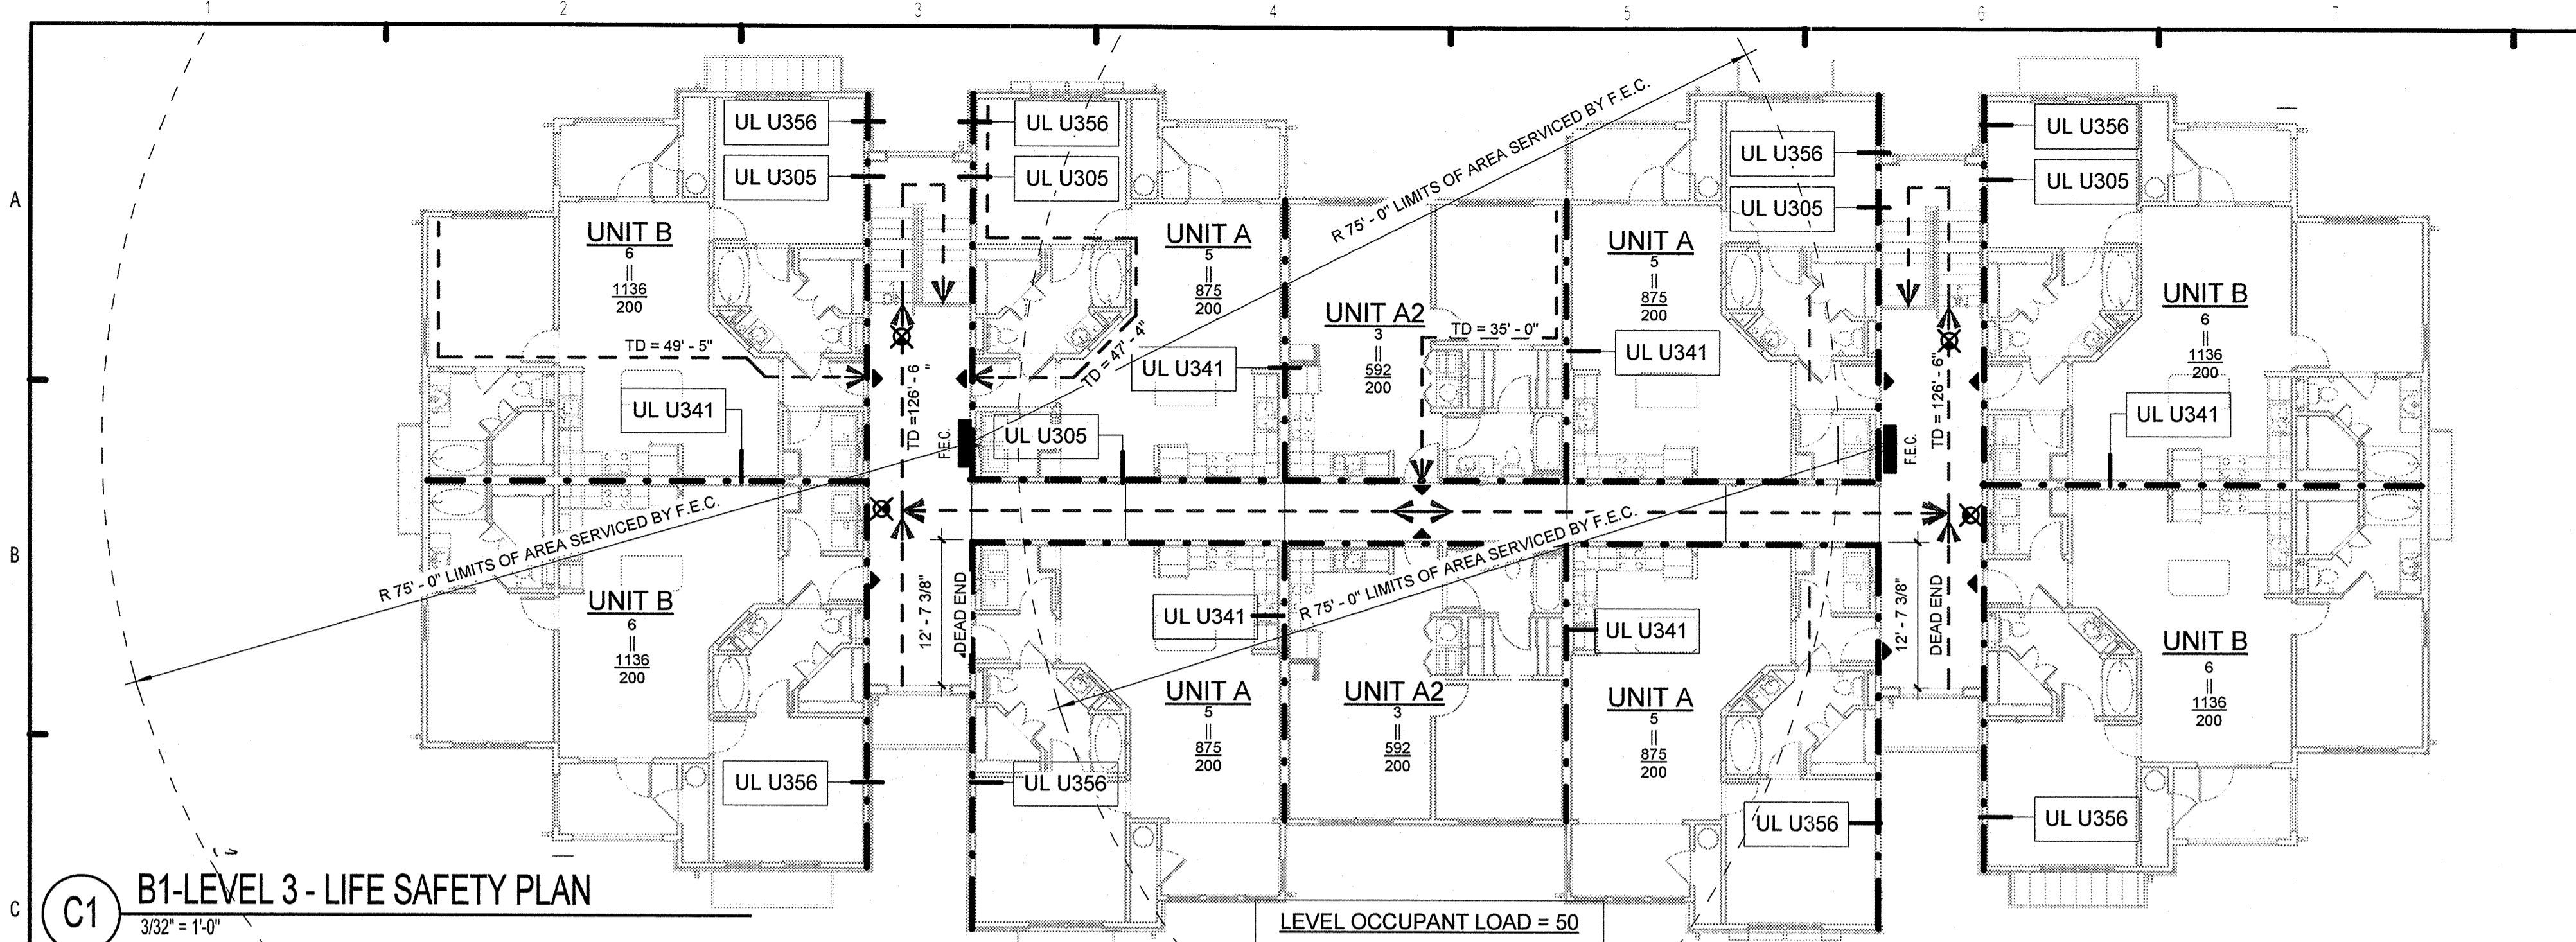 1 2 3 4 5 6 7
A
B
C
UL U356
UL U305
UNIT B
6
||
1136
200
TD = 49' - 5"
UL U341
UNIT B
6
||
1136
200
UL U356
R 75' - 0" LIMITS OF AREA SERVICED BY F.E.C.
TD =126' - 6
"
F.E.C.
12' - 7 3/8"
DEAD END
UL U356
UL U305
UNIT A
5
||
875
200
TD = 47' - 4"
UL U341
UL U305
R 75' - 0" LIMITS OF AREA SERVICED BY F.E.C.
UNIT A2
3
||
592
200
TD = 35' - 0"
UNIT A
5
||
875
200
UL U341
UL U356
UL U305
R 75' - 0" LIMITS OF AREA SERVICED BY F.E.C.
UL U341
UNIT A
5
||
875
200
UL U356
UNIT A2
3
||
592
200
UL U341
UNIT A
5
||
875
200
UL U356
F.E.C.
TD = 126' - 6"
12' - 7 3/8"
DEAD END
UL U356
UL U305
UNIT B
6
||
1136
200
UL U341
UNIT B
6
||
1136
200
UL U356
C1
B1-LEVEL 3 - LIFE SAFETY PLAN
3/32" = 1'-0"
LEVEL OCCUPANT LOAD = 50